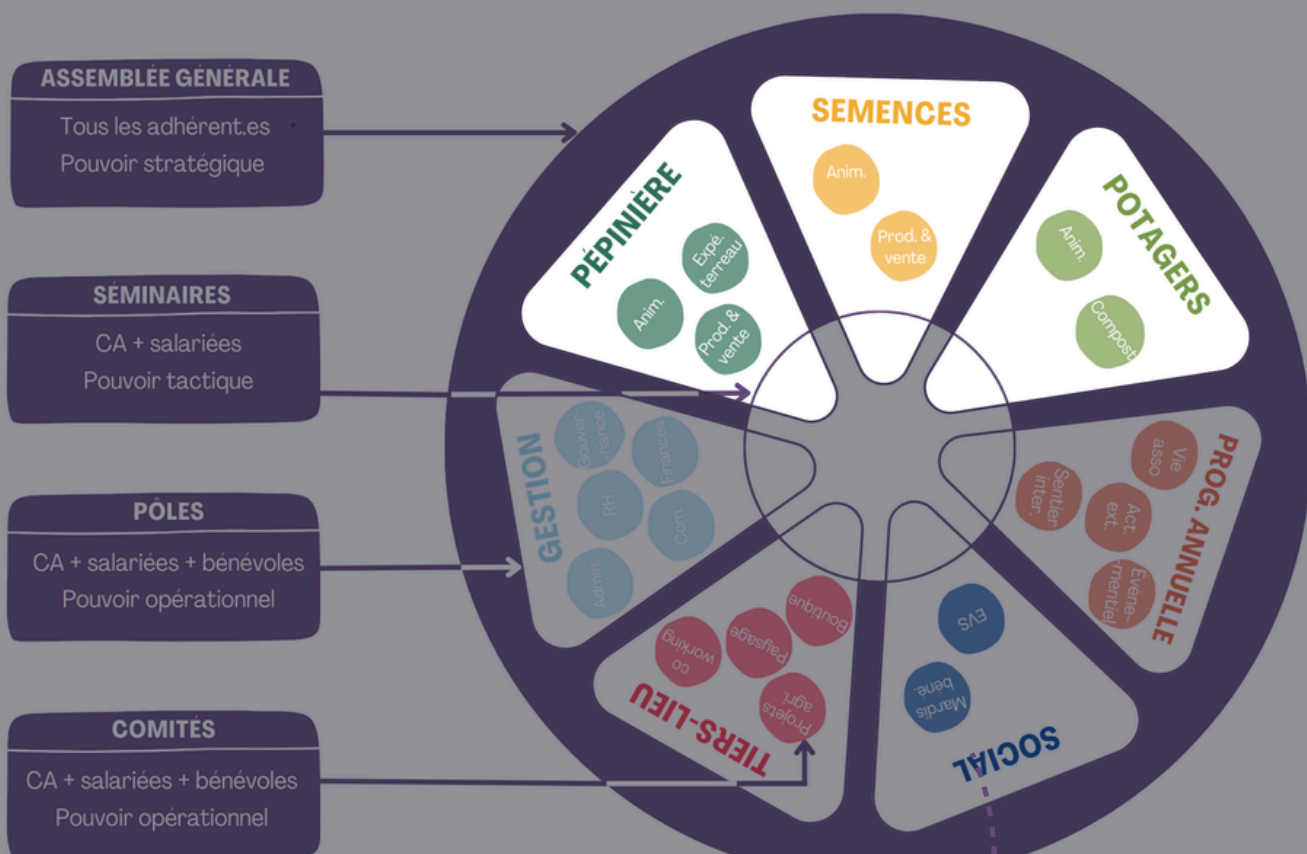 ASSEMBLÉE GÉNÉRALE
Tous les adhérent.es
Pouvoir stratégique
SÉMINAIRES
CA + salariées
Pouvoir tactique
PÔLES
CA + salariées + bénévoles
Pouvoir opérationnel
COMITÉS
CA + salariées + bénévoles
Pouvoir opérationnel
SEMENCES
Anim.
Prod. &
vente
POTAGERS
Anim.
Compost
PROG. ANNUELLE
Vie
asso
Sentier
inter.
Act.
ext.
Evène-
-mentiel
SOCIAL
EVS
Mardis
béné.
TIERS-LIEU
Boutique
Paysage
co
working
Projets
agri.
GESTION
Gouver-
-nance
Finances
RH
Com.
Admin.
PÉPINIÈRE
Expé.
terreau
Anim.
Prod. &
vente